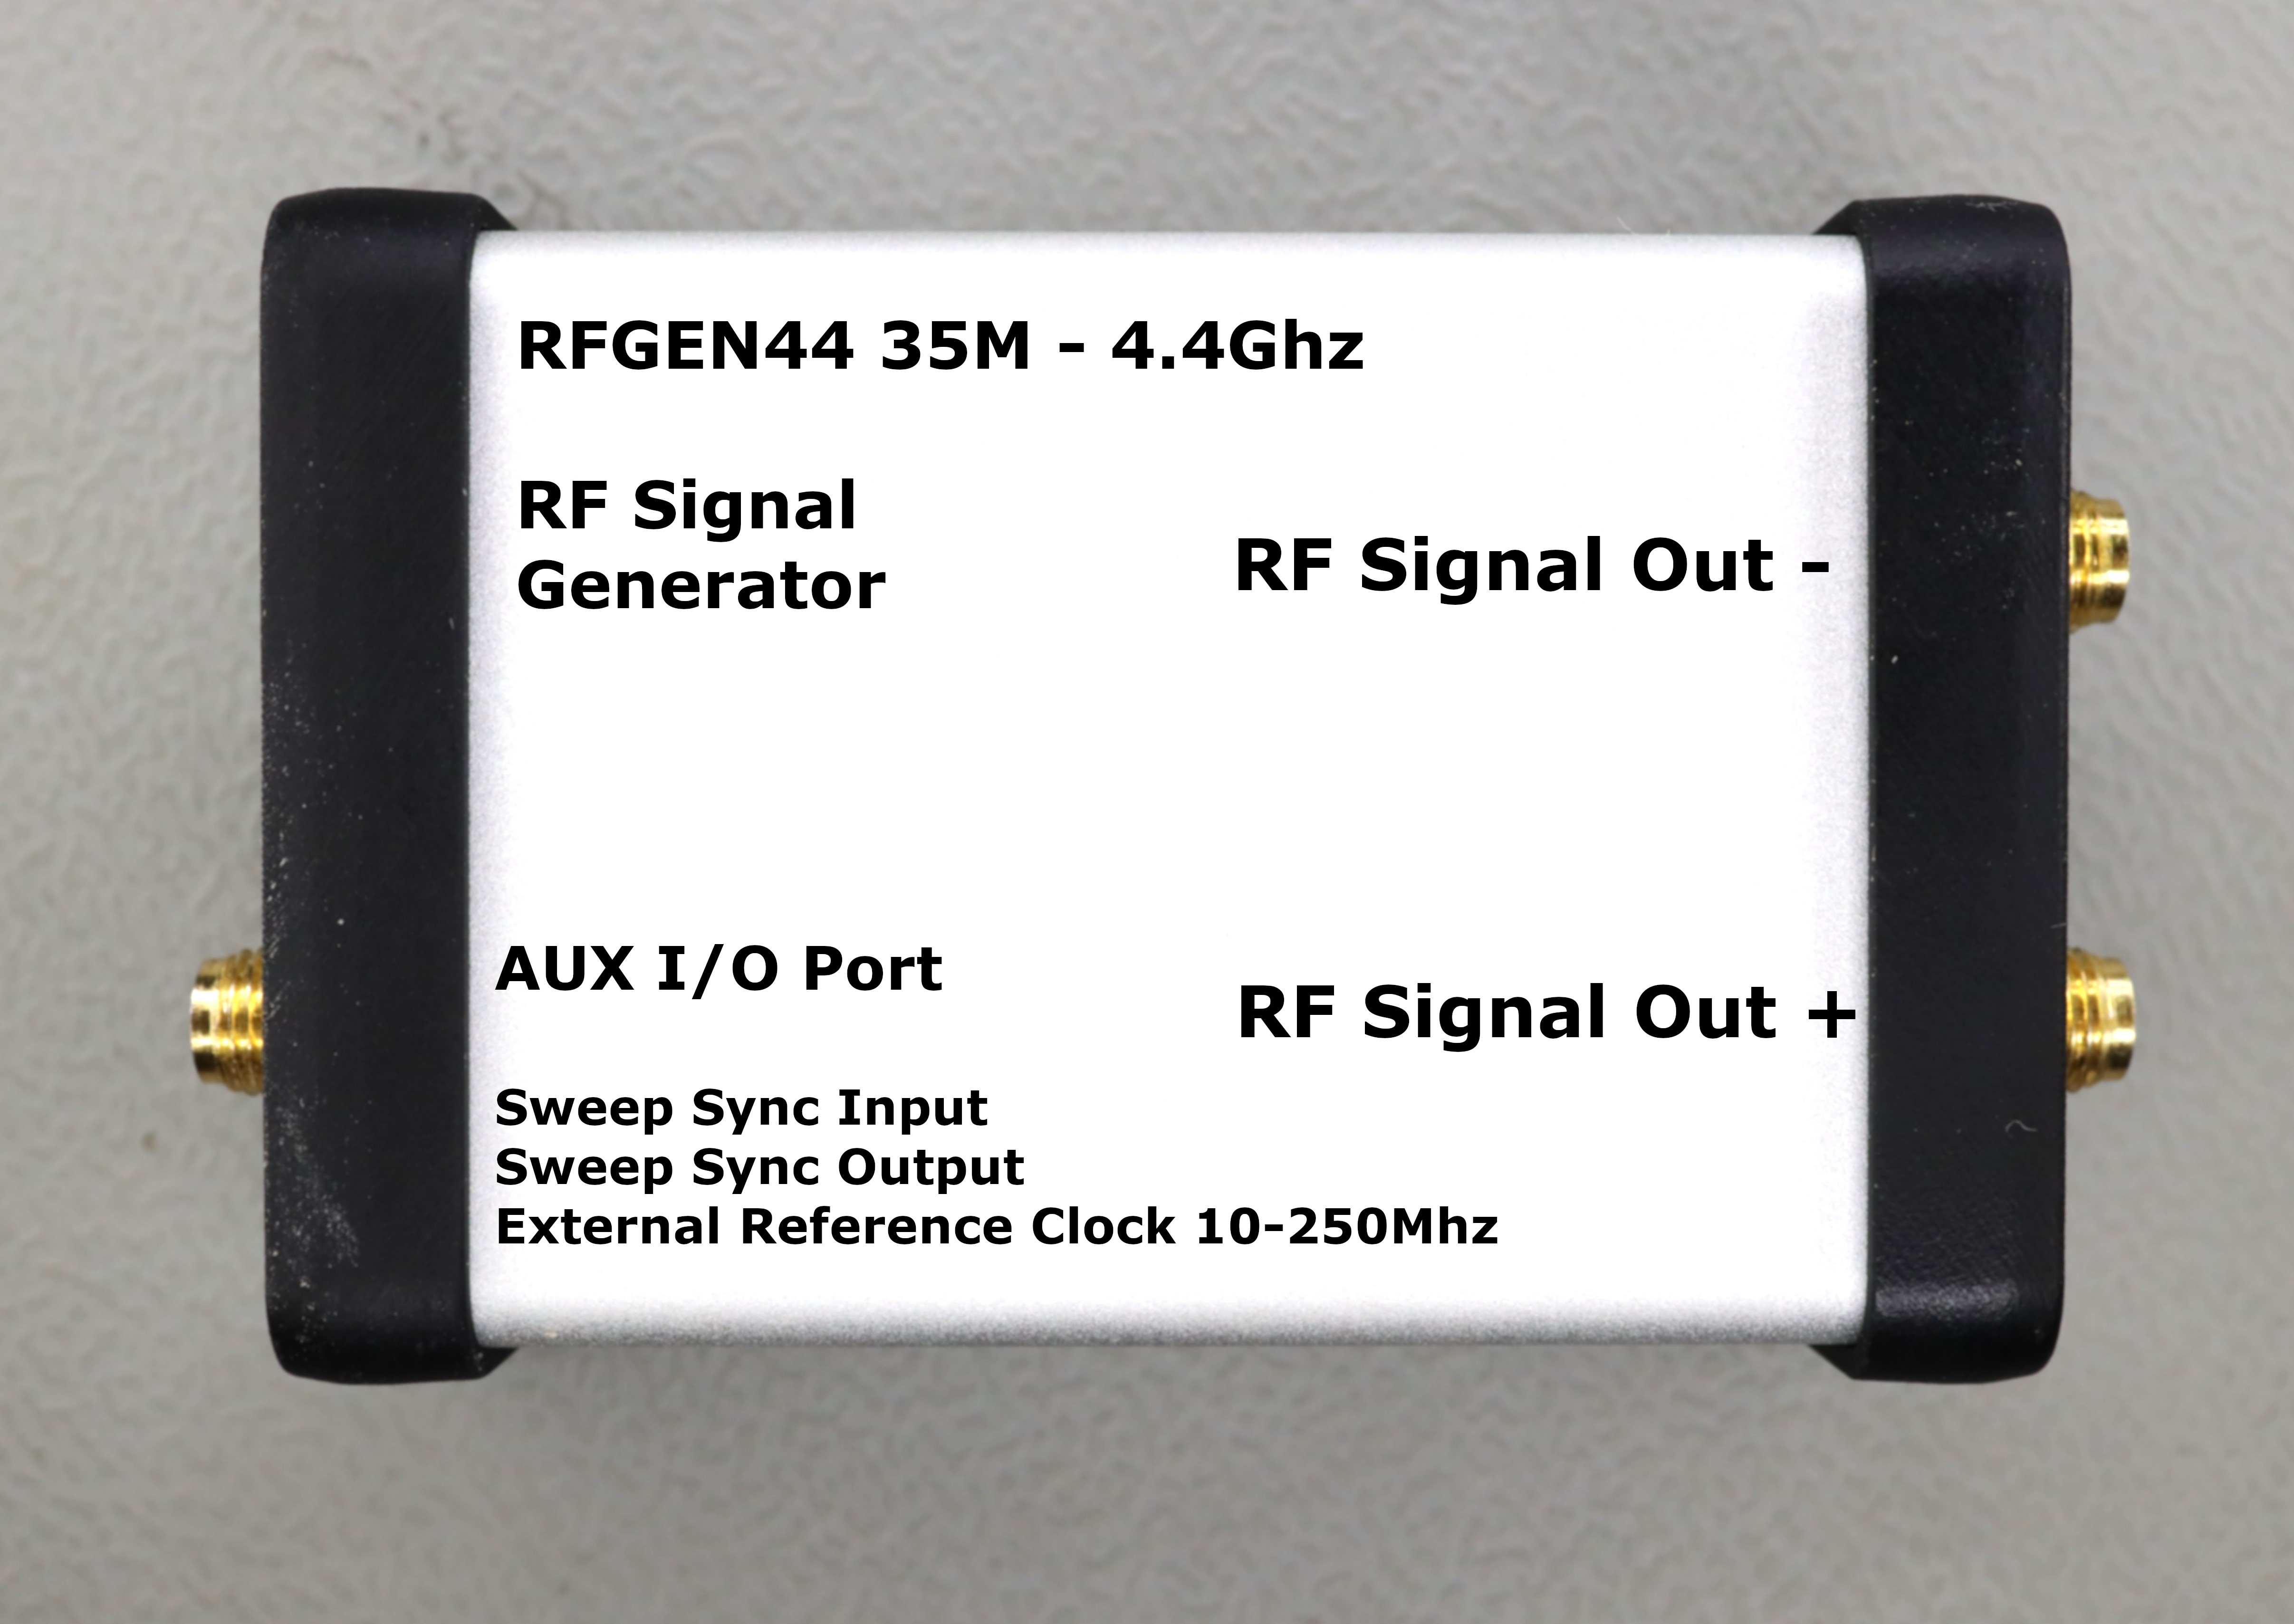 RFGEN44 35M - 4.4Ghz
RF Signal
Generator
RF Signal Out -
AUX I/O Port
RF Signal Out +
Sweep Sync Input
Sweep Sync Output
External Reference Clock 10-250Mhz